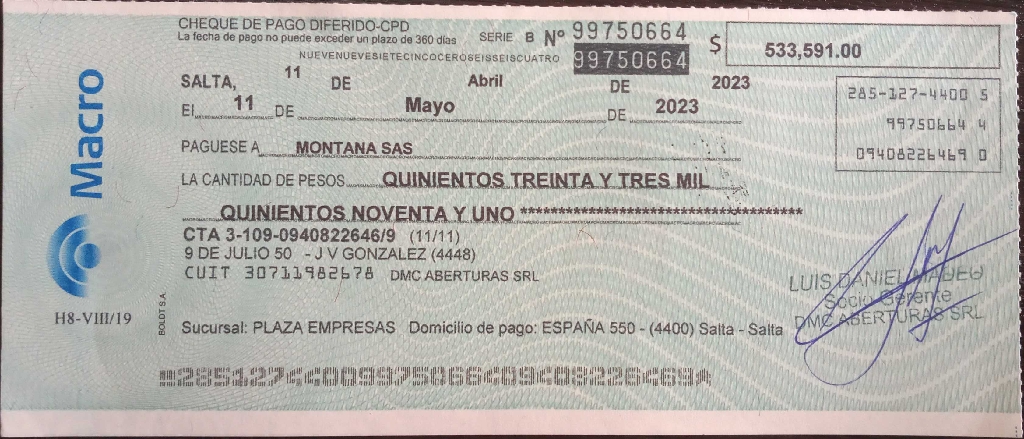 CHEQUE DE PAGO DIFERIDO-CPD
La fecha de pago no puede exceder un plazo de 360 días
SERIE B Nº 99750664
99750664
$ 533,591.00
NUEVENUEVESIETECINCOCEROSEISSEISCUATRO
SALTA, 11 DE Abril DE 2023
El 11 DE Mayo DE 2023
285-127-4400 5
99750664 4
09408226469 0
PAGUESE A MONTANA SAS
LA CANTIDAD DE PESOS QUINIENTOS TREINTA Y TRES MIL
QUINIENTOS NOVENTA Y UNO **************************************
CTA 3-109-0940822646/9 (11/11)
9 DE JULIO 50 - J V GONZALEZ (4448)
CUIT 30711982678 DMC ABERTURAS SRL
Sucursal: PLAZA EMPRESAS Domicilio de pago: ESPAÑA 550 - (4400) Salta - Salta
LUIS DANIEL
Socio Gerente
DMC ABERTURAS SRL
Macro
H8-VIII/19
BOLDT S.A.